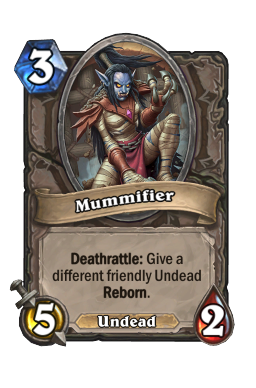 3
Mummifier
Deathrattle: Give a
different friendly Undead
Reborn.
5
Undead
2